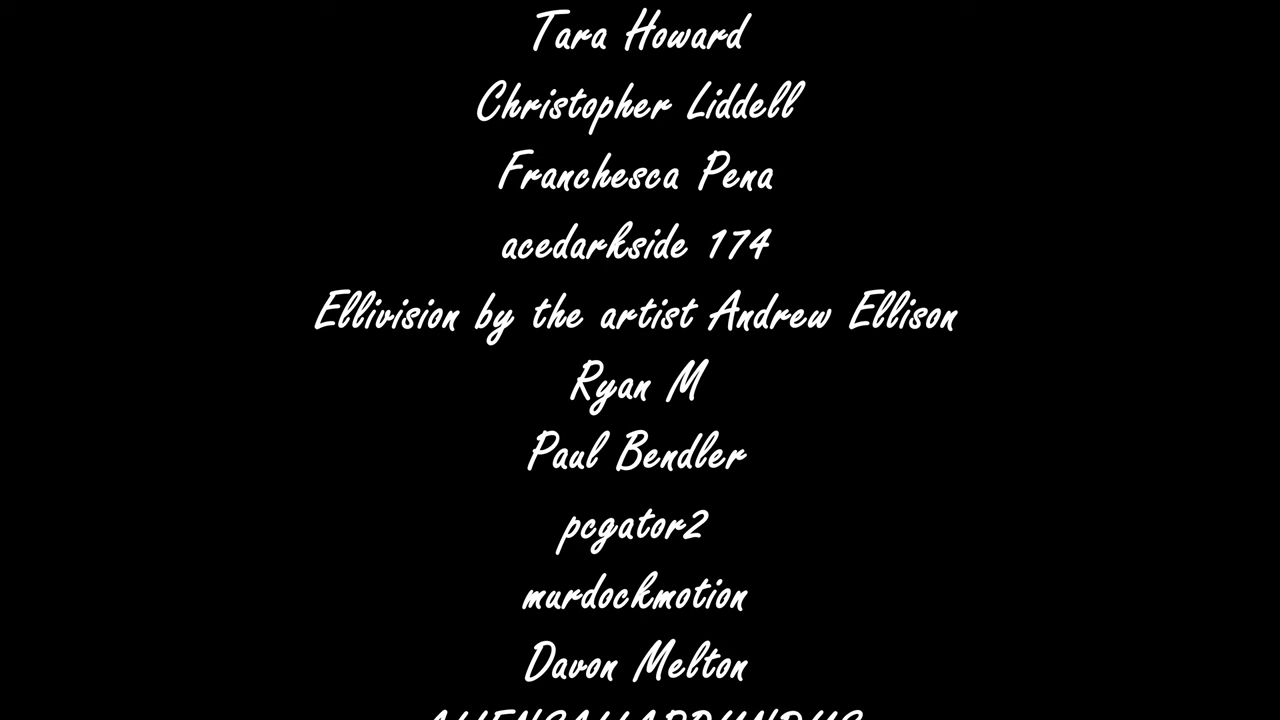 Tara Howard
Christopher Liddell
Franchesca Pena
acedarkside 174
Ellivision by the artist Andrew Ellison
Ryan M
Paul Bendler
pcgator2
murdockmotion
Davon Melton